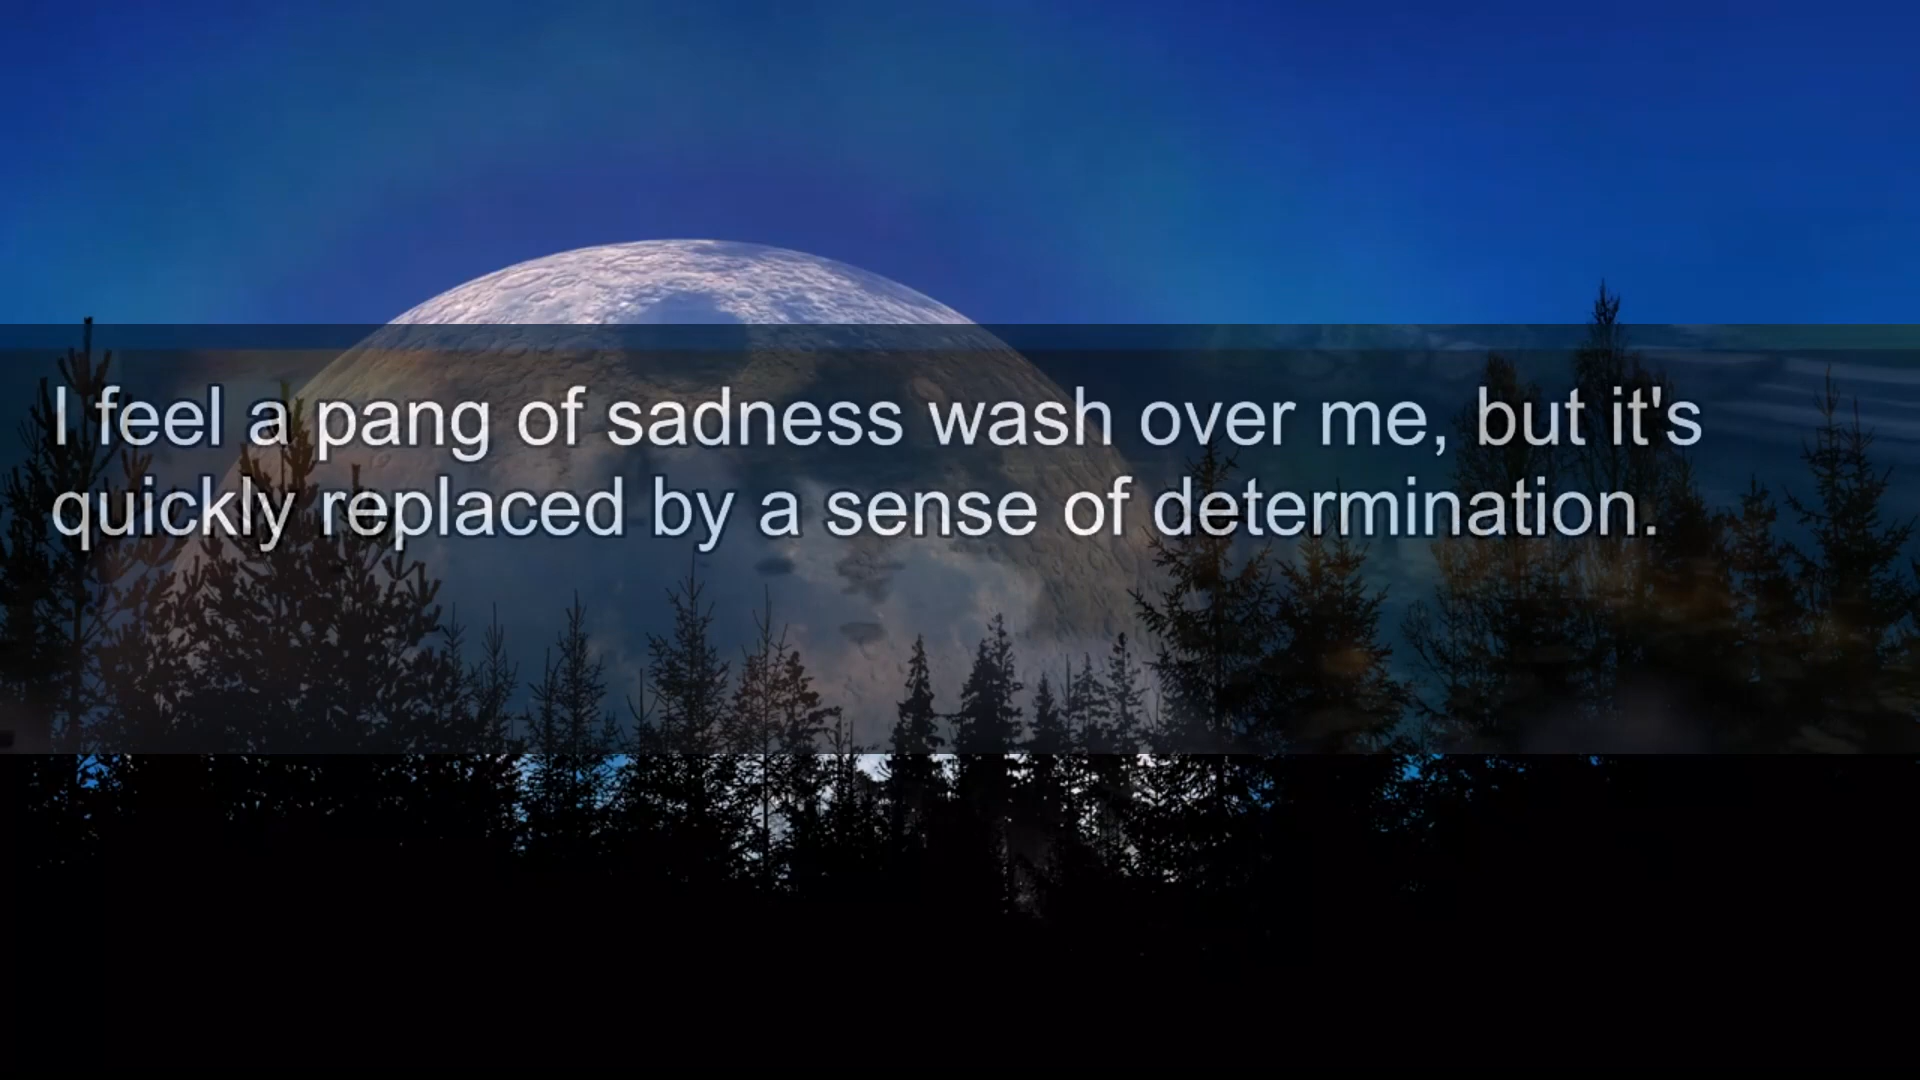 I feel a pang of sadness wash over me, but it's
quickly replaced by a sense of determination.